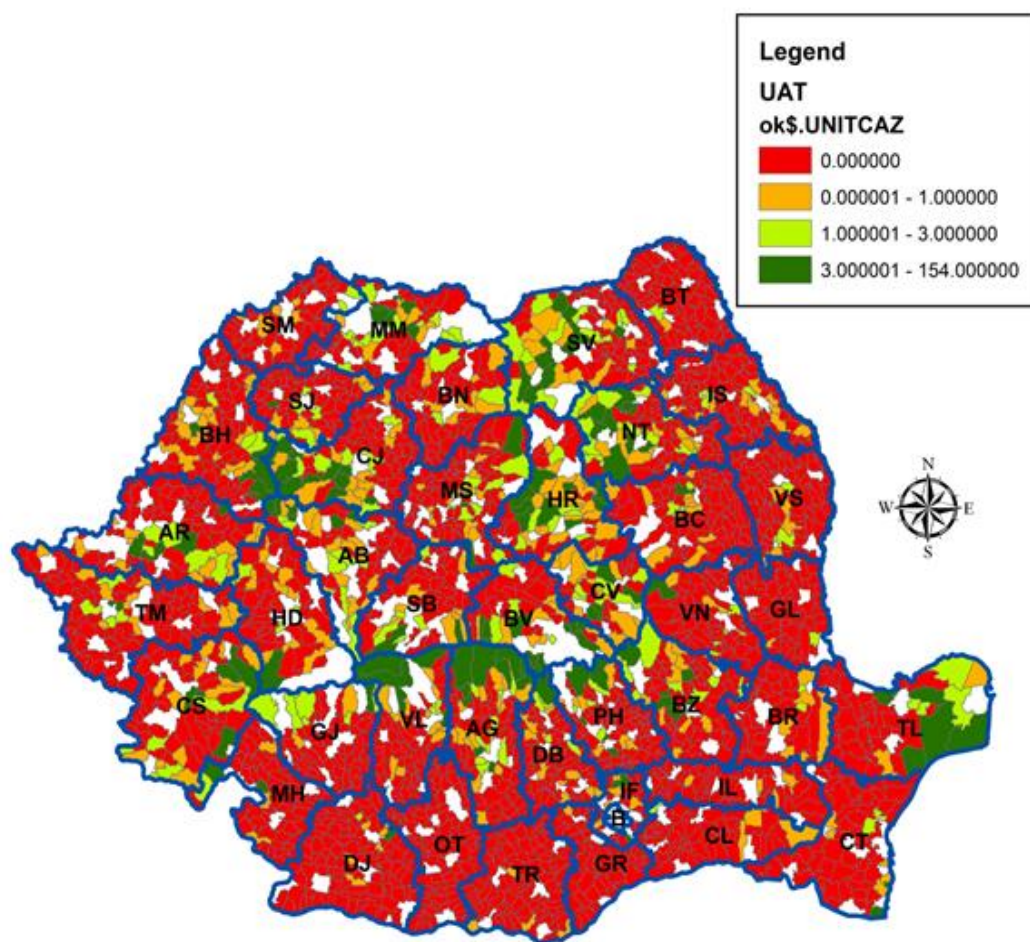 Legend
UAT
ok$.UNITCAZ
0.000000
0.000001 - 1.000000
1.000001 - 3.000000
3.000001 - 154.000000
BT
SM
MM
SV
BN
IS
SJ
BH
NT
CJ
MS
HR
BC
VS
N
W
E
S
AR
AB
CV
TM
HD
SB
BV
VN
GL
CS
GJ
VL
AG
PH
BZ
BR
TL
DB
MH
IF
IL
B
OT
CL
CT
DJ
TR
GR